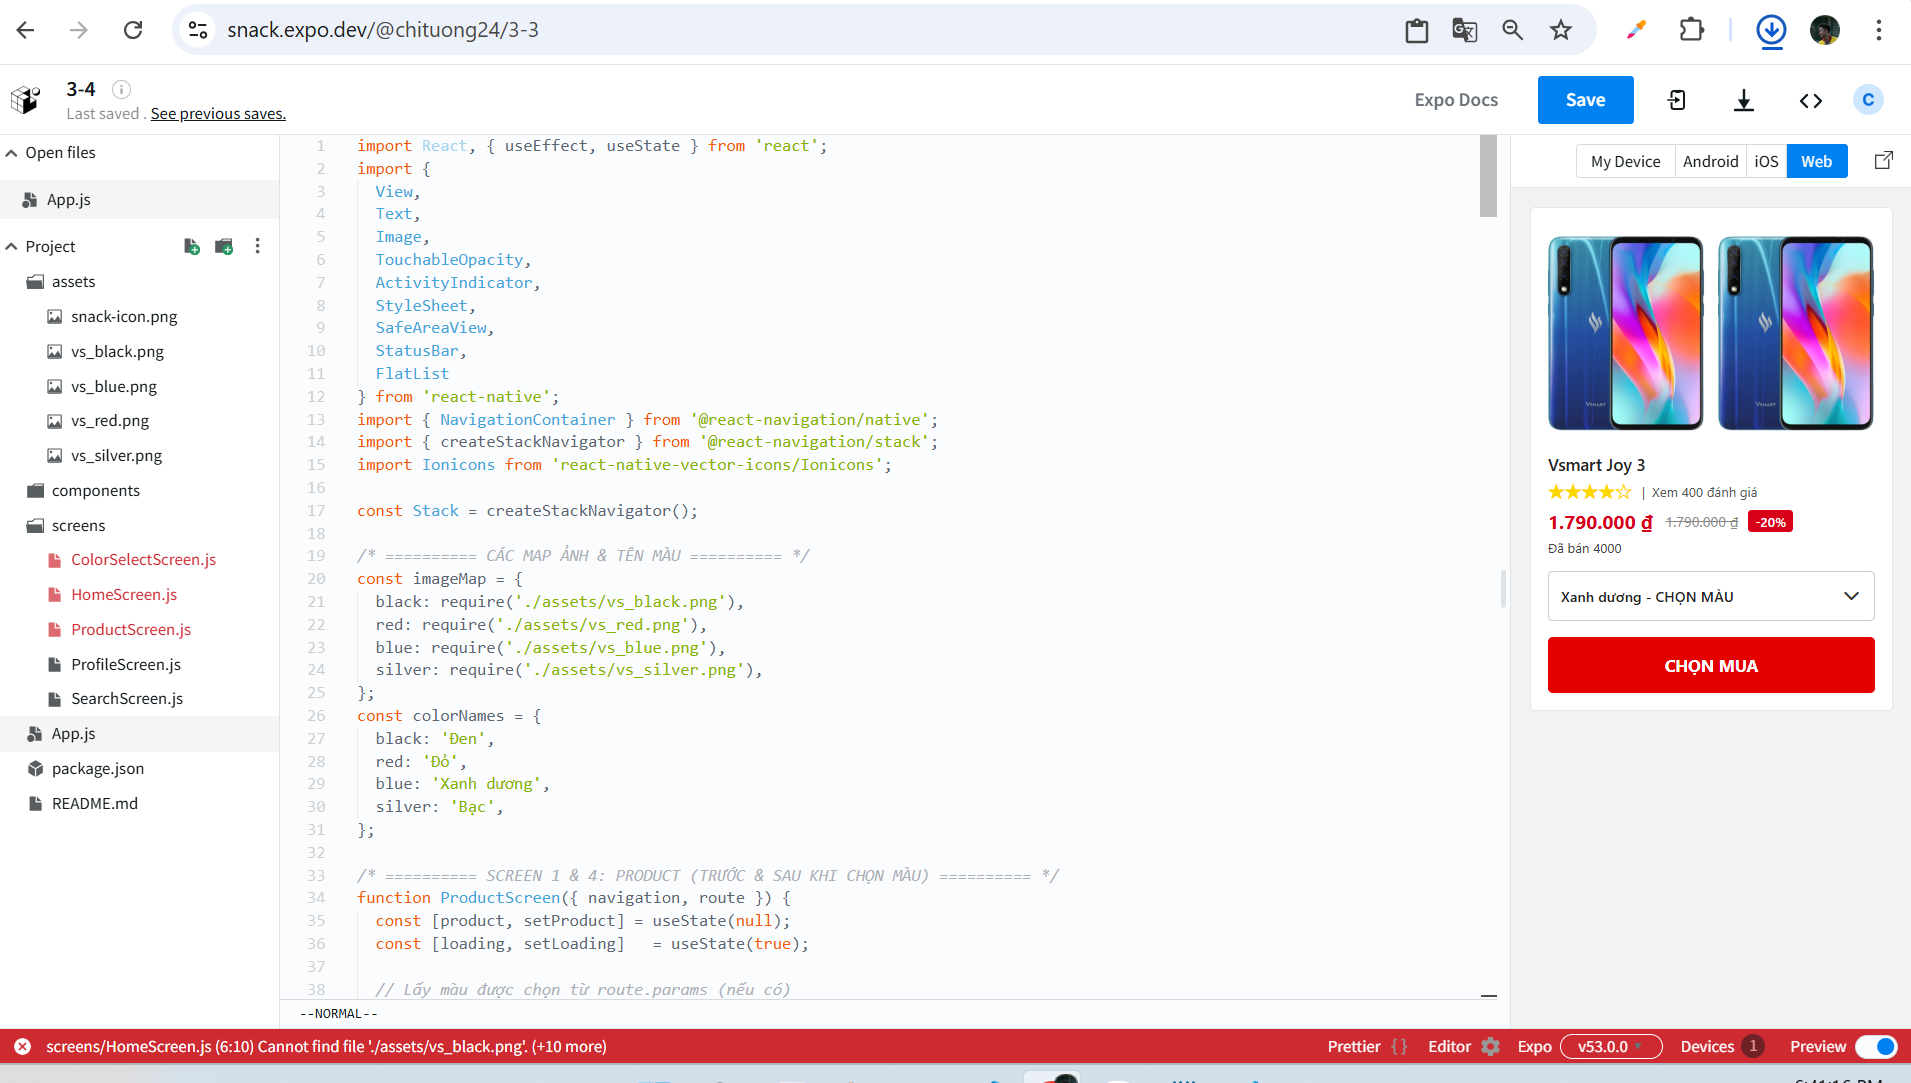 snack.expo.dev/@chituong24/3-3
3-4
Last saved . See previous saves.
Expo Docs
Save
C
Open files
App.js
Project
assets
snack-icon.png
vs_black.png
vs_blue.png
vs_red.png
vs_silver.png
components
screens
ColorSelectScreen.js
HomeScreen.js
ProductScreen.js
ProfileScreen.js
SearchScreen.js
App.js
package.json
README.md
1 import React, { useEffect, useState } from 'react';
2 import {
3 View,
4 Text,
5 Image,
6 TouchableOpacity,
7 ActivityIndicator,
8 StyleSheet,
9 SafeAreaView,
10 StatusBar,
11 FlatList
12 } from 'react-native';
13 import { NavigationContainer } from '@react-navigation/native';
14 import { createStackNavigator } from '@react-navigation/stack';
15 import Ionicons from 'react-native-vector-icons/Ionicons';
16
17 const Stack = createStackNavigator();
18
19 /* ========== CÁC MAP ẢNH & TÊN MÀU ========== */
20 const imageMap = {
21 black: require('./assets/vs_black.png'),
22 red: require('./assets/vs_red.png'),
23 blue: require('./assets/vs_blue.png'),
24 silver: require('./assets/vs_silver.png'),
25 };
26 const colorNames = {
27 black: 'Đen',
28 red: 'Đỏ',
29 blue: 'Xanh dương',
30 silver: 'Bạc',
31 };
32
33 /* ========== SCREEN 1 & 4: PRODUCT (TRƯỚC & SAU KHI CHỌN MÀU) ========== */
34 function ProductScreen({ navigation, route }) {
35 const [product, setProduct] = useState(null);
36 const [loading, setLoading] = useState(true);
37
38 // Lấy màu được chọn từ route.params (nếu có)
--NORMAL--
My Device
Android
iOS
Web
VSMART
VSMART
Vsmart Joy 3
| Xem 400 đánh giá
1.790.000 ₫ 1.790.000 ₫ -20%
Đã bán 4000
Xanh dương - CHỌN MÀU
CHỌN MUA
screens/HomeScreen.js (6:10) Cannot find file './assets/vs_black.png'. (+10 more)
Prettier { }
Editor
Expo v53.0.0
Devices 1
Preview